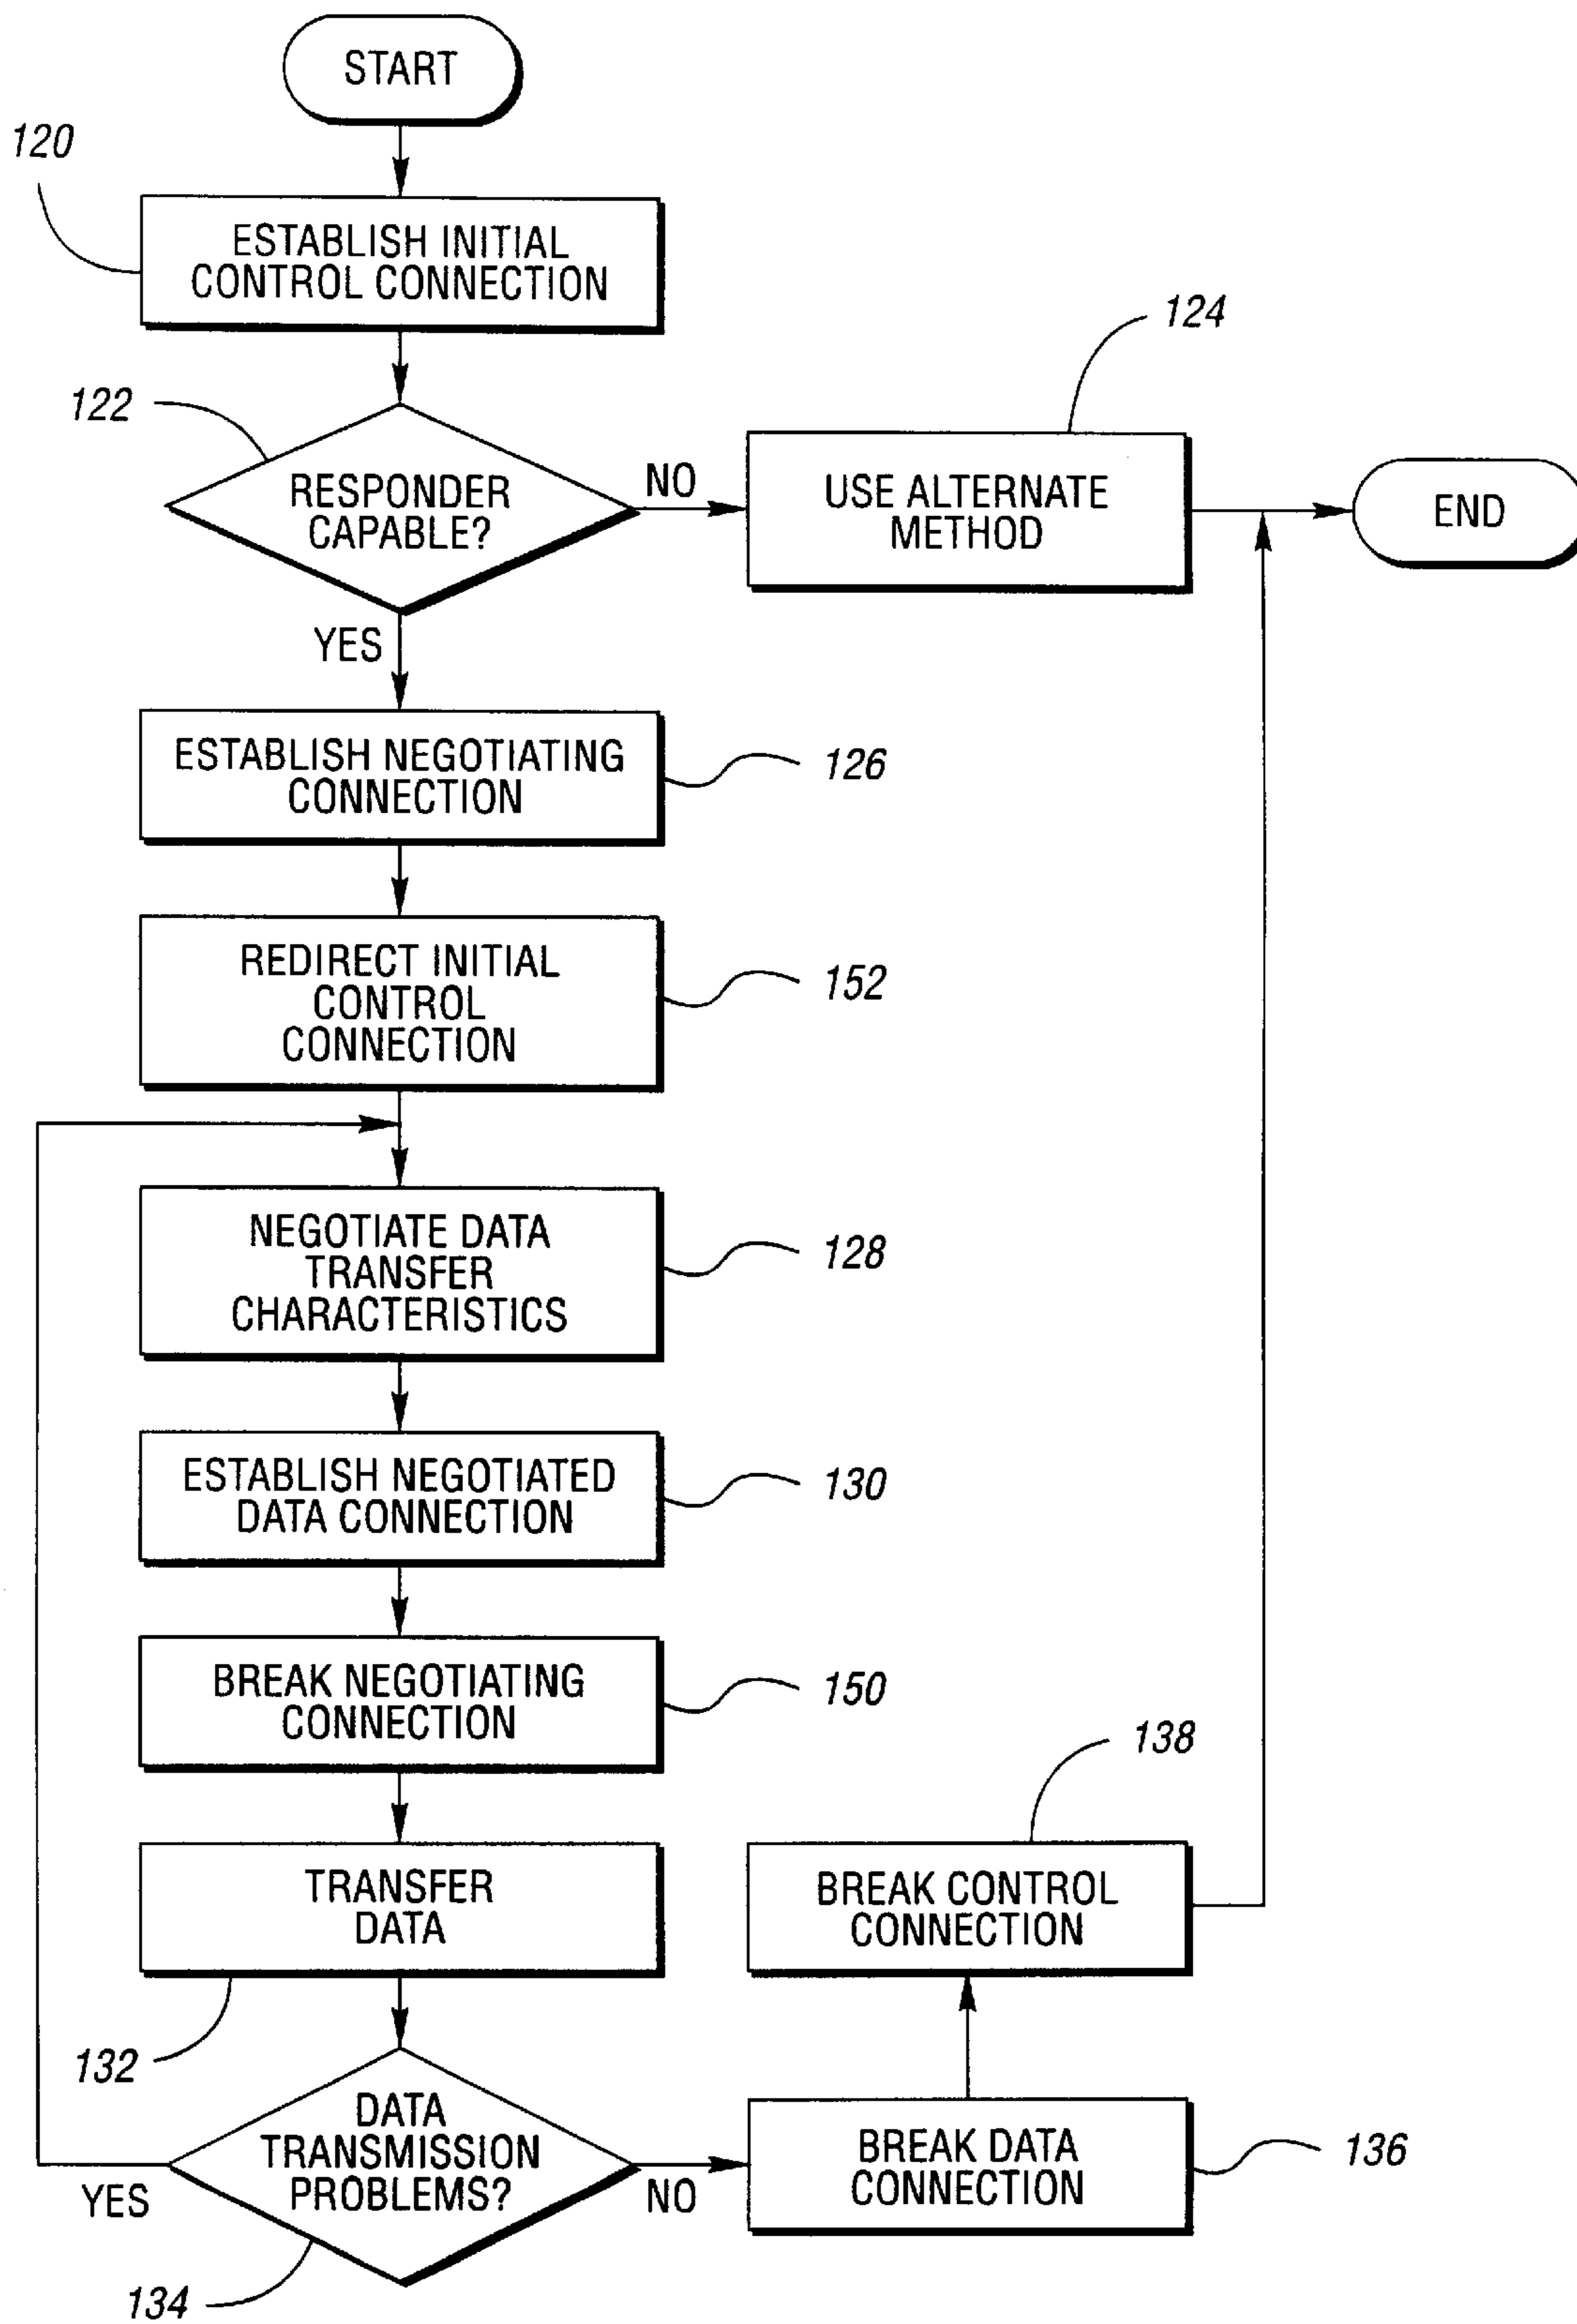 START
120
ESTABLISH INITIAL
CONTROL CONNECTION
124
122
RESPONDER
CAPABLE?
NO
USE ALTERNATE
METHOD
END
YES
ESTABLISH NEGOTIATING
CONNECTION
126
REDIRECT INITIAL
CONTROL
CONNECTION
152
NEGOTIATE DATA
TRANSFER
CHARACTERISTICS
128
ESTABLISH NEGOTIATED
DATA CONNECTION
130
BREAK NEGOTIATING
CONNECTION
150
138
TRANSFER
DATA
BREAK CONTROL
CONNECTION
132
DATA
TRANSMISSION
PROBLEMS?
YES
NO
BREAK DATA
CONNECTION
136
134